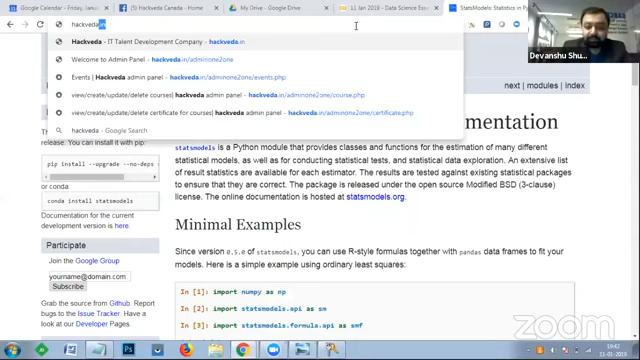 Google Calendar - Friday, Janu
Hackveda Canada - Home
My Drive - Google Drive
11 Jan 2019 - Data Science Ess
StatsModels: Statistics in Pyt
hackveda.in
Hackveda - IT Talent Development Company - hackveda.in
Welcome to Admin Panel - hackveda.in/adminone2one
Events | Hackveda admin panel - hackveda.in/adminone2one/events.php
view/create/update/delete courses| hackveda admin panel - hackveda.in/adminone2one/course.php
view/create/update/delete certificate for courses| hackveda admin panel - hackveda.in/adminone2one/certificate.php
hackveda - Google Search
Devanshu Shu...
next | modules | index
release. You can install it with pip:
pip install --upgrade --no-deps
or conda:
conda install statsmodels
Documentation for the current
development version is here.
Participate
Join the Google Group
yourname@domain.com
Subscribe
Grab the source from Github. Report
bugs to the Issue Tracker. Have a
look at our Developer Pages.
mentation
statsmodels is a Python module that provides classes and
functions for the estimation of many different
statistical models, as well as for conducting statistical tests, and statistical data exploration. An extensive
list of result statistics are available for each estimator. The results are tested against existing statistical packages
to ensure that they are correct. The package is released under the open source Modified BSD (3-clause)
license. The online documentation is hosted at statsmodels.org.
Minimal Examples
Since version 0.5.0 of statsmodels, you can use R-style formulas together with pandas data frames to fit your
models. Here is a simple example using ordinary least squares:
In [1]: import numpy as np
In [2]: import statsmodels.api as sm
In [3]: import statsmodels.formula.api as smf
zoom
19:42
11-01-2019